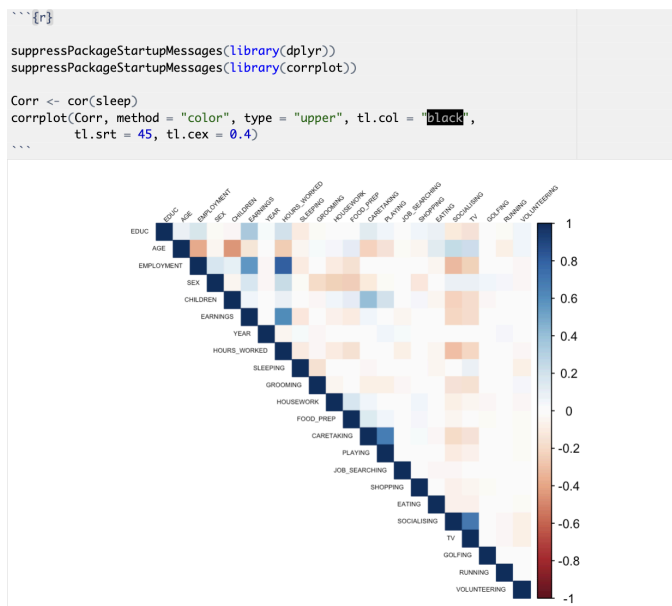 ```{r}
suppressPackageStartupMessages(library(dplyr))
suppressPackageStartupMessages(library(corrplot))
Corr <- cor(sleep)
corrplot(Corr, method = "color", type = "upper", tl.col = "black",
tl.srt = 45, tl.cex = 0.4)
```
EDUC AGE EMPLOYMENT SEX CHILDREN EARNINGS YEAR HOURS_WORKED SLEEPING GROOMING HOUSEWORK FOOD_PREP CARETAKING PLAYING JOB_SEARCHING SHOPPING EATING SOCIALISING TV GOLFING RUNNING VOLUNTEERING
EDUC
AGE
EMPLOYMENT
SEX
CHILDREN
EARNINGS
YEAR
HOURS_WORKED
SLEEPING
GROOMING
HOUSEWORK
FOOD_PREP
CARETAKING
PLAYING
JOB_SEARCHING
SHOPPING
EATING
SOCIALISING
TV
GOLFING
RUNNING
VOLUNTEERING
1
0.8
0.6
0.4
0.2
0
-0.2
-0.4
-0.6
-0.8
-1